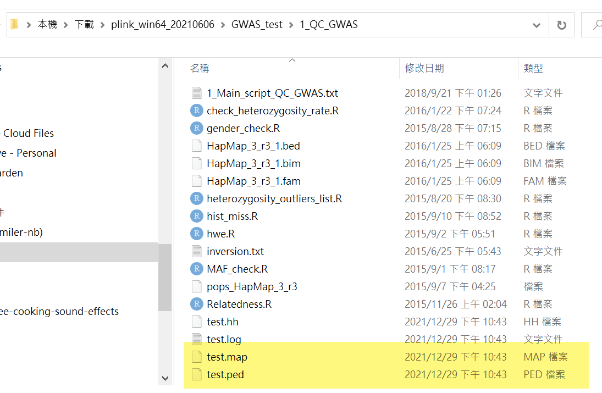 本機 › 下載 › plink_win64_20210606 › GWAS_test › 1_QC_GWAS
名稱 修改日期 類型
1_Main_script_QC_GWAS.txt 2018/9/21 下午 01:26 文字文件
check_heterozygosity_rate.R 2016/1/22 下午 07:24 R 檔案
gender_check.R 2015/8/28 下午 07:15 R 檔案
Cloud Files HapMap_3_r3_1.bed 2016/1/25 上午 06:09 BED 檔案
ve - Personal HapMap_3_r3_1.bim 2016/1/25 上午 06:09 BIM 檔案
arden HapMap_3_r3_1.fam 2016/1/25 上午 06:09 FAM 檔案
heterozygosity_outliers_list.R 2015/8/20 下午 08:30 R 檔案
件 hist_miss.R 2015/9/10 下午 08:52 R 檔案
miler-nb) hwe.R 2015/9/2 下午 05:51 R 檔案
inversion.txt 2015/6/25 下午 05:43 文字文件
MAF_check.R 2015/9/1 下午 08:17 R 檔案
pops_HapMap_3_r3 2015/9/7 下午 04:25 檔案
Relatedness.R 2015/11/26 上午 02:04 R 檔案
ee-cooking-sound-effects test.hh 2021/12/29 下午 10:43 HH 檔案
test.log 2021/12/29 下午 10:43 文字文件
test.map 2021/12/29 下午 10:43 MAP 檔案
test.ped 2021/12/29 下午 10:43 PED 檔案